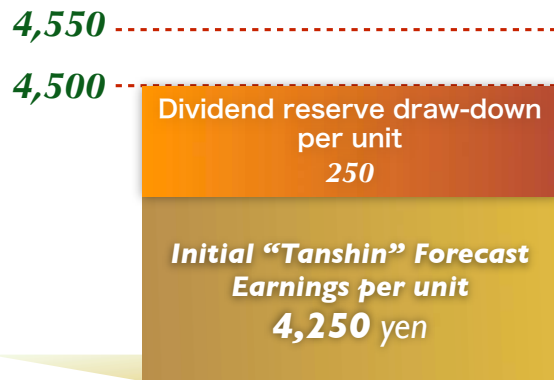 4,550
4,500
Dividend reserve draw-down
per unit
250
Initial “Tanshin” Forecast
Earnings per unit
4,250 yen